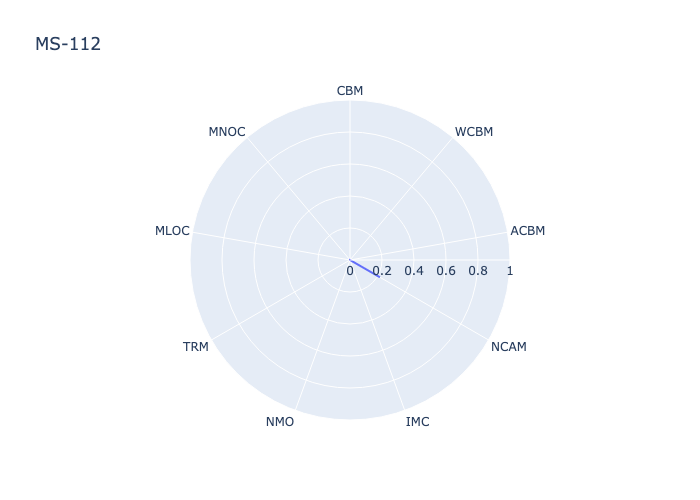 MS-112
CBM
MNOC
WCBM
MLOC
ACBM
0 0.2 0.4 0.6 0.8 1
TRM
NCAM
NMO
IMC